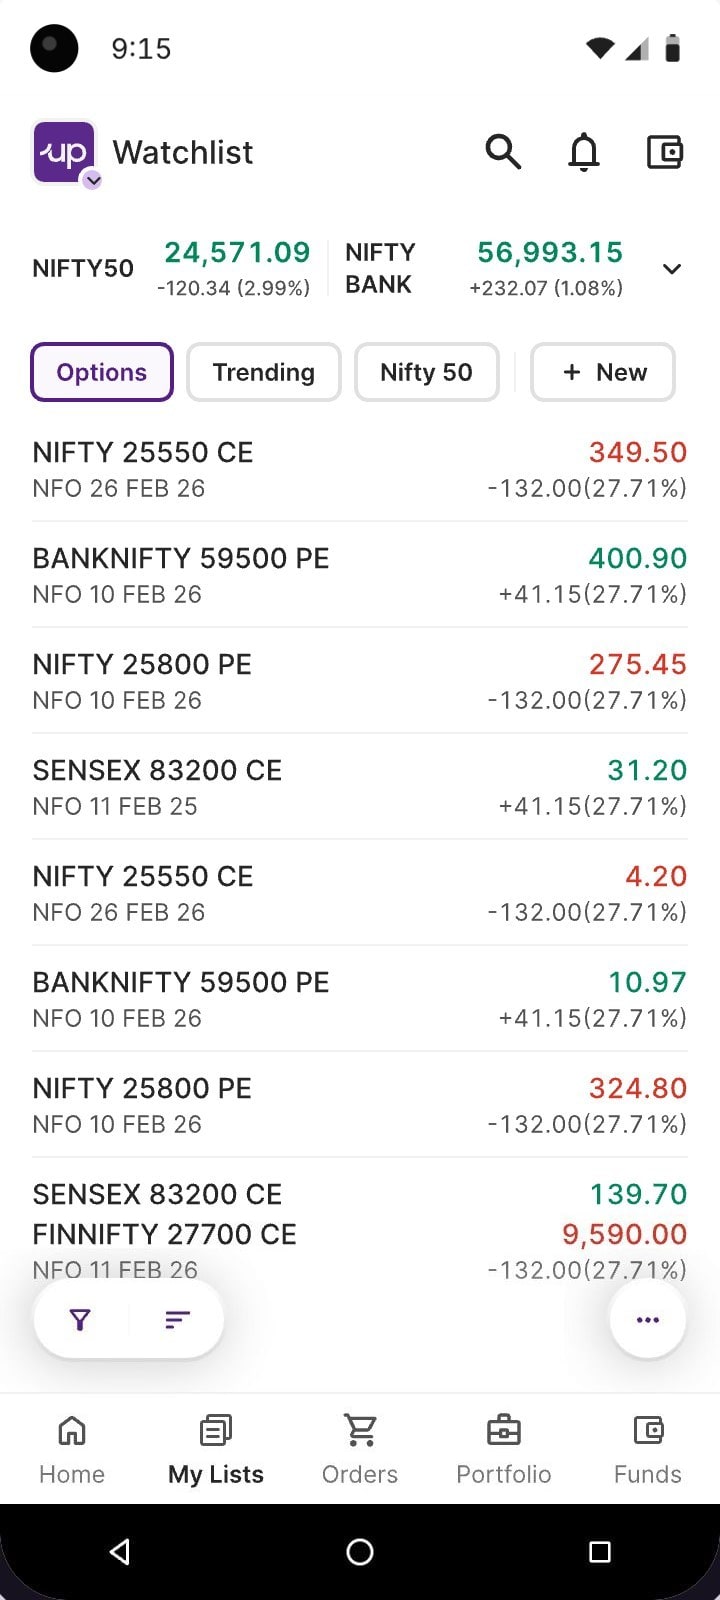 9:15
up Watchlist
NIFTY50 24,571.09 -120.34 (2.99%) NIFTY BANK 56,993.15 +232.07 (1.08%)
Options Trending Nifty 50 + New
NIFTY 25550 CE 349.50
NFO 26 FEB 26 -132.00(27.71%)
BANKNIFTY 59500 PE 400.90
NFO 10 FEB 26 +41.15(27.71%)
NIFTY 25800 PE 275.45
NFO 10 FEB 26 -132.00(27.71%)
SENSEX 83200 CE 31.20
NFO 11 FEB 25 +41.15(27.71%)
NIFTY 25550 CE 4.20
NFO 26 FEB 26 -132.00(27.71%)
BANKNIFTY 59500 PE 10.97
NFO 10 FEB 26 +41.15(27.71%)
NIFTY 25800 PE 324.80
NFO 10 FEB 26 -132.00(27.71%)
SENSEX 83200 CE 139.70
FINNIFTY 27700 CE 9,590.00
NFO 11 FEB 26 -132.00(27.71%)
Home My Lists Orders Portfolio Funds